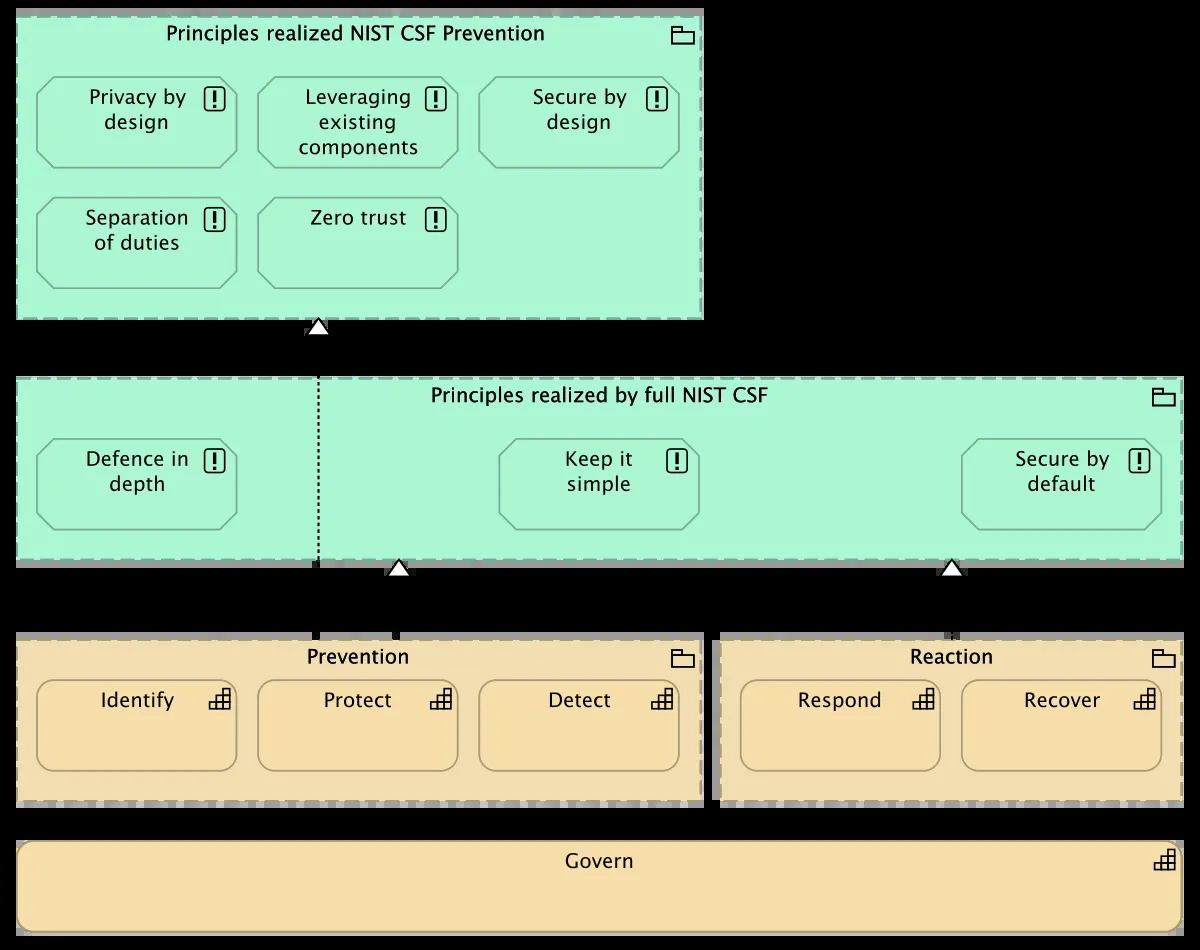 Principles realized NIST CSF Prevention
Privacy by
design
Leveraging
existing
components
Secure by
design
Separation
of duties
Zero trust
Principles realized by full NIST CSF
Defence in
depth
Keep it
simple
Secure by
default
Prevention
Identify
Protect
Detect
Reaction
Respond
Recover
Govern